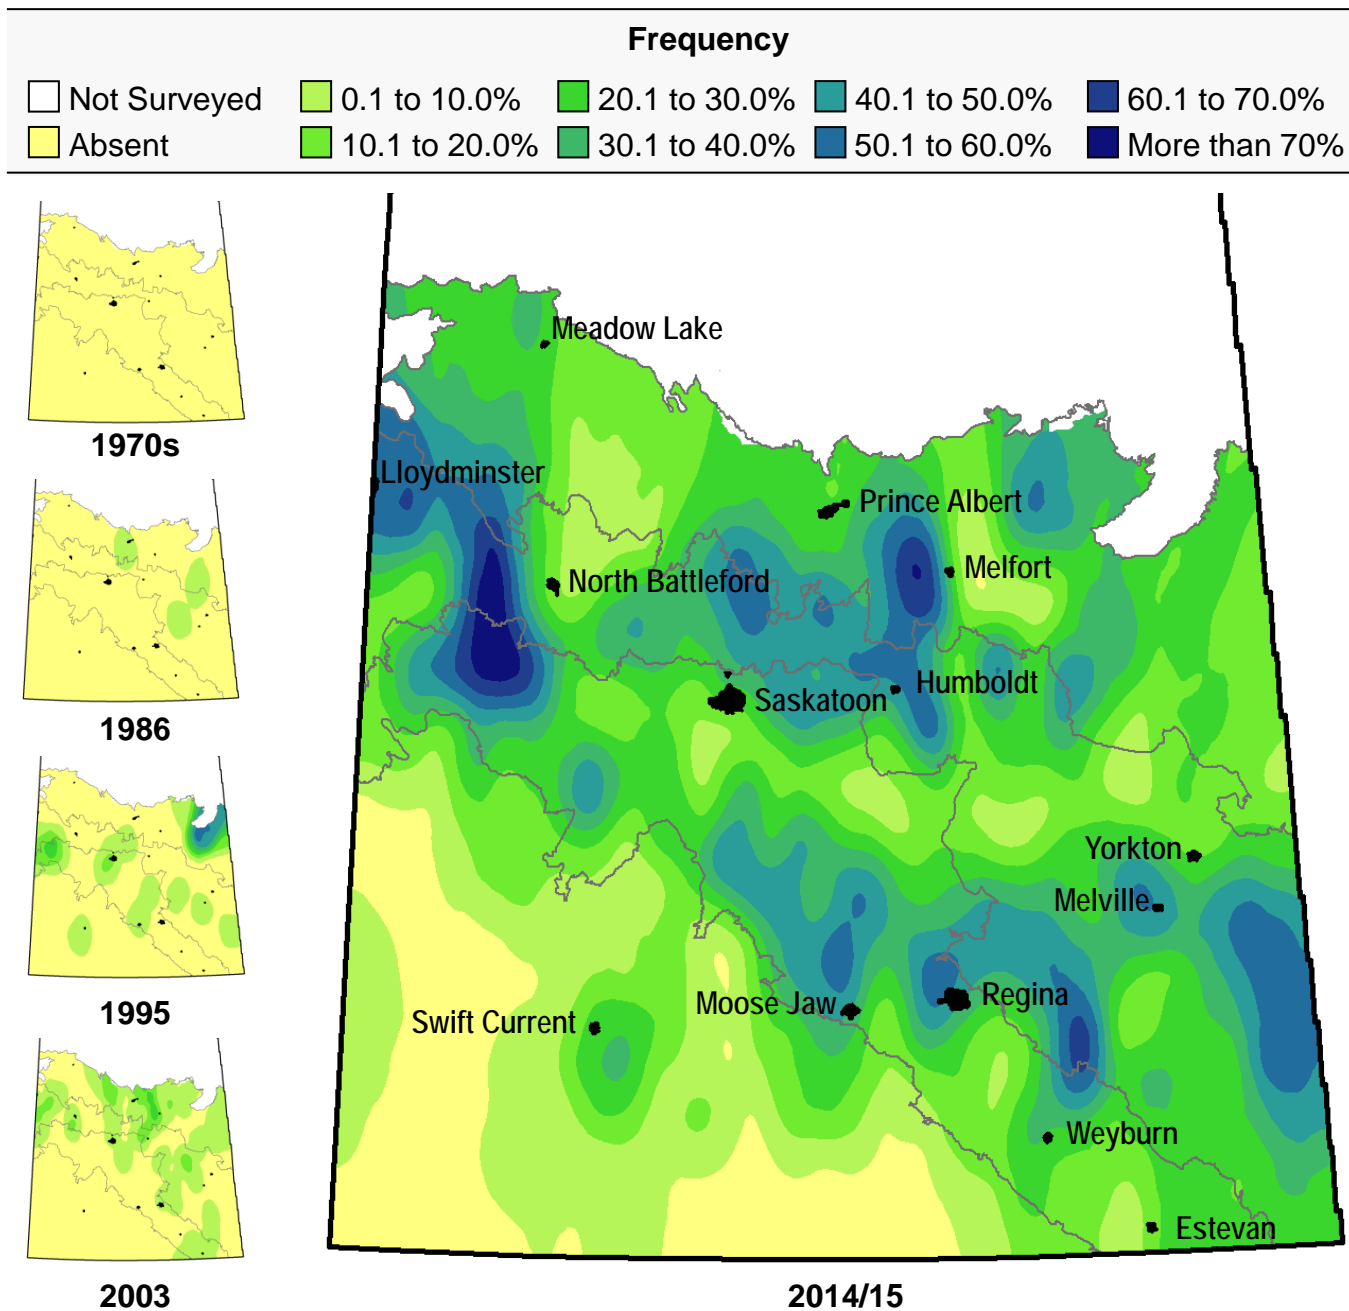 Frequency
Not Surveyed
0.1 to 10.0%
20.1 to 30.0%
40.1 to 50.0%
60.1 to 70.0%
Absent
10.1 to 20.0%
30.1 to 40.0%
50.1 to 60.0%
More than 70%
1970s
1986
1995
2003
Meadow Lake
Lloydminster
Prince Albert
North Battleford
Melfort
Humboldt
Saskatoon
Yorkton
Melville
Regina
Moose Jaw
Swift Current
Weyburn
Estevan
2014/15